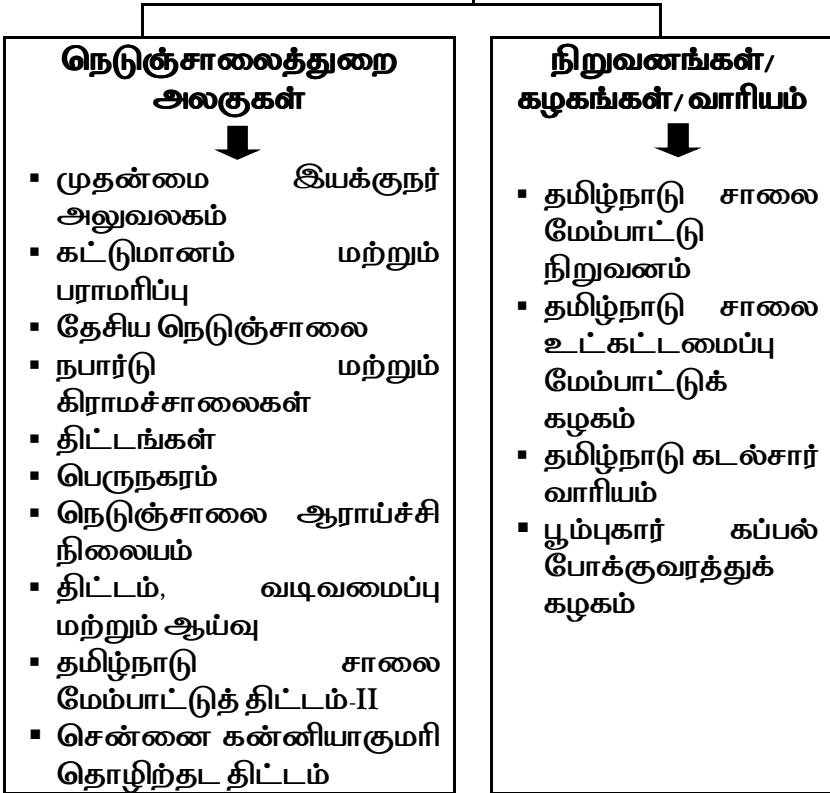 நெடுஞ்சாலைத்துறை
அலகுகள்
▪ முதன்மை இயக்குநர்
அலுவலகம்
▪ கட்டுமானம் மற்றும்
பராமரிப்பு
▪ தேசிய நெடுஞ்சாலை
▪ நபார்டு மற்றும்
கிராமச்சாலைகள்
▪ திட்டங்கள்
▪ பெருநகரம்
▪ நெடுஞ்சாலை ஆராய்ச்சி
நிலையம்
▪ திட்டம், வடிவமைப்பு
மற்றும் ஆய்வு
▪ தமிழ்நாடு சாலை
மேம்பாட்டுத் திட்டம்-II
▪ சென்னை கன்னியாகுமரி
தொழிற்தட திட்டம்
நிறுவனங்கள்/
கழகங்கள்/வாரியம்
▪ தமிழ்நாடு சாலை
மேம்பாட்டு
நிறுவனம்
▪ தமிழ்நாடு சாலை
உட்கட்டமைப்பு
மேம்பாட்டுக்
கழகம்
▪ தமிழ்நாடு கடல்சார்
வாரியம்
▪ பூம்புகார் கப்பல்
போக்குவரத்துக்
கழகம்